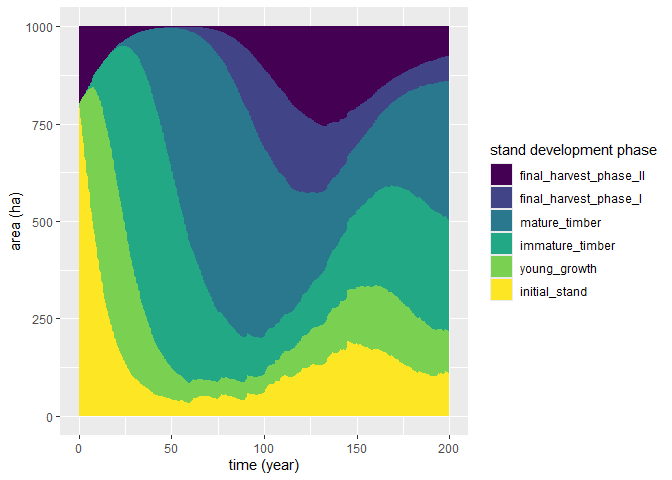 1000
750
500
250
0
area (ha)
0
50
100
150
200
time (year)
stand development phase
final_harvest_phase_II
final_harvest_phase_I
mature_timber
immature_timber
young_growth
initial_stand